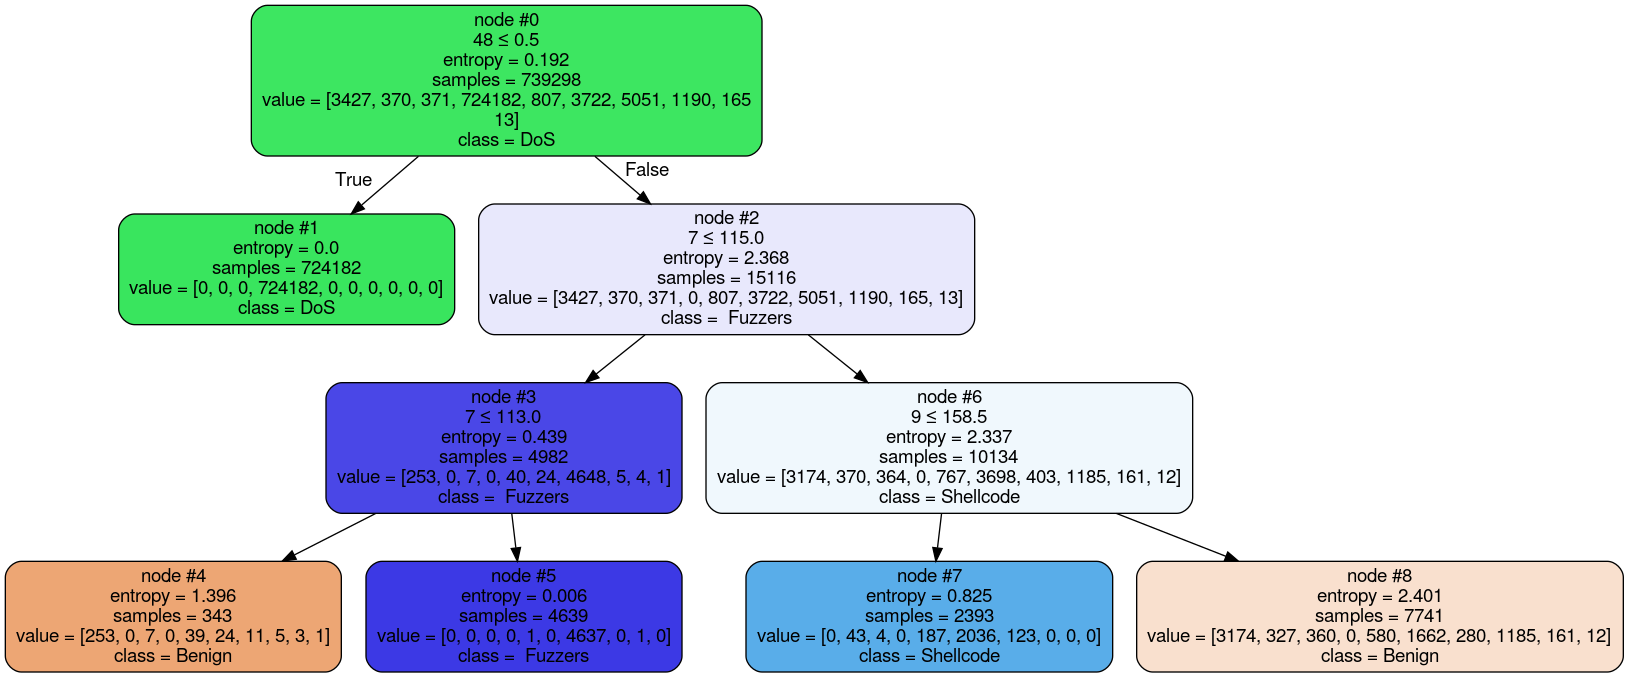 node #0
48 ≤ 0.5
entropy = 0.192
samples = 739298
value = [3427, 370, 371, 724182, 807, 3722, 5051, 1190, 165
13]
class = DoS
True
False
node #1
entropy = 0.0
samples = 724182
value = [0, 0, 0, 724182, 0, 0, 0, 0, 0, 0]
class = DoS
node #2
7 ≤ 115.0
entropy = 2.368
samples = 15116
value = [3427, 370, 371, 0, 807, 3722, 5051, 1190, 165, 13]
class =  Fuzzers
node #3
7 ≤ 113.0
entropy = 0.439
samples = 4982
value = [253, 0, 7, 0, 40, 24, 4648, 5, 4, 1]
class =  Fuzzers
node #6
9 ≤ 158.5
entropy = 2.337
samples = 10134
value = [3174, 370, 364, 0, 767, 3698, 403, 1185, 161, 12]
class = Shellcode
node #4
entropy = 1.396
samples = 343
value = [253, 0, 7, 0, 39, 24, 11, 5, 3, 1]
class = Benign
node #5
entropy = 0.006
samples = 4639
value = [0, 0, 0, 0, 1, 0, 4637, 0, 1, 0]
class =  Fuzzers
node #7
entropy = 0.825
samples = 2393
value = [0, 43, 4, 0, 187, 2036, 123, 0, 0, 0]
class = Shellcode
node #8
entropy = 2.401
samples = 7741
value = [3174, 327, 360, 0, 580, 1662, 280, 1185, 161, 12]
class = Benign